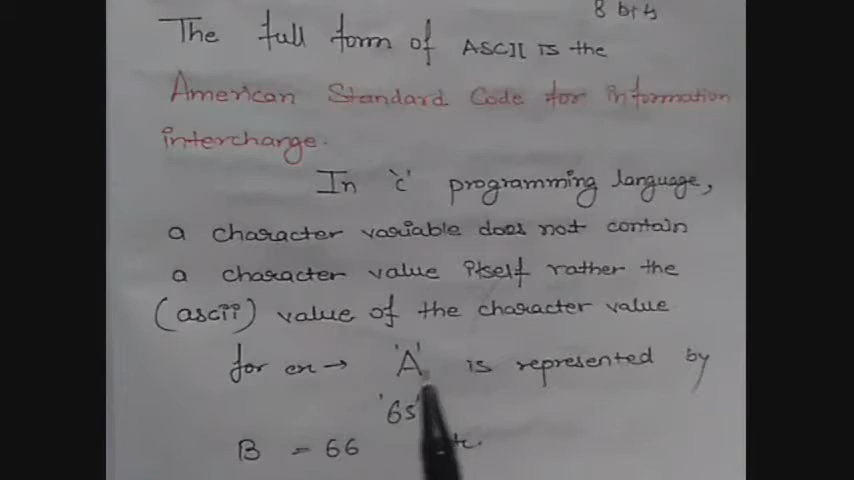 8 bits
The full form of ASCII is the
American Standard Code for information
interchange.
In 'c' programming language,
a character variable does not contain
a character value itself rather the
(ascii) value of the character value
for ex → 'A' is represented by
'65'
B = 66